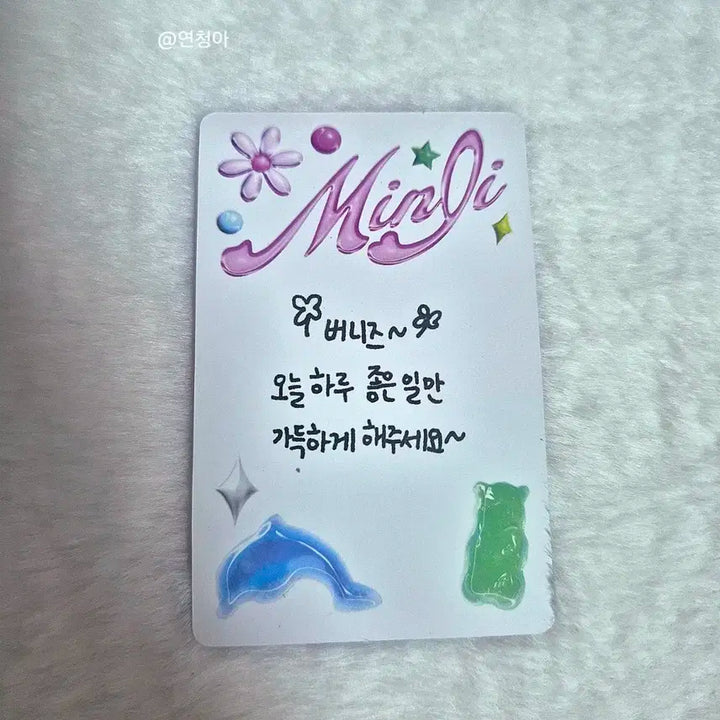 @연청아
Minji
버니즈~
오늘 하루 좋은 일만
가득하게 해주세요~